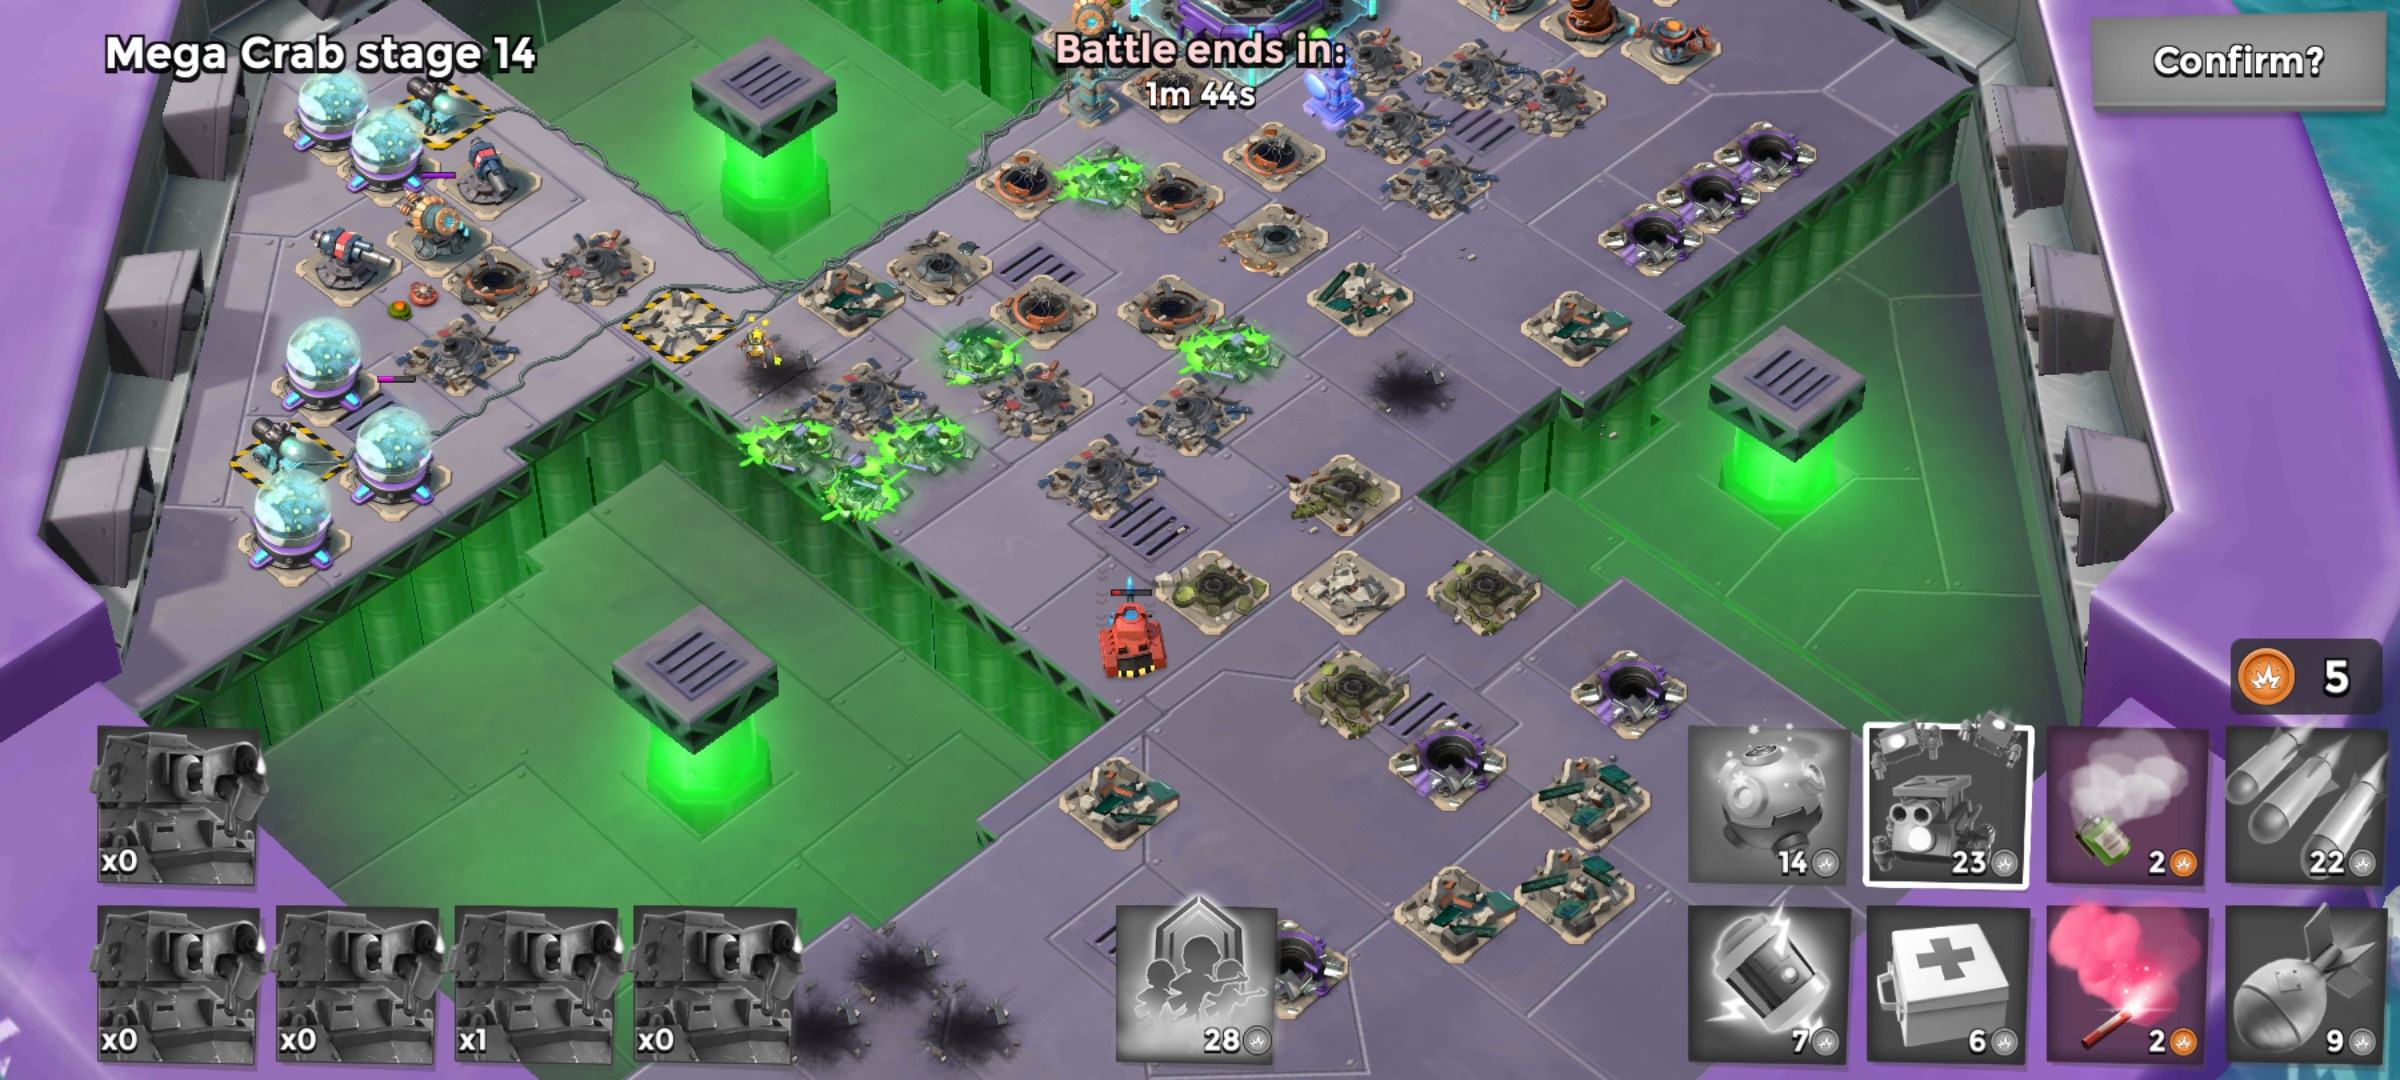 Mega Crab stage 14
Battle ends in:
1m 44s
Confirm?
5
x0
14
23
2
22
x0
x0
x1
x0
28
7
6
2
9